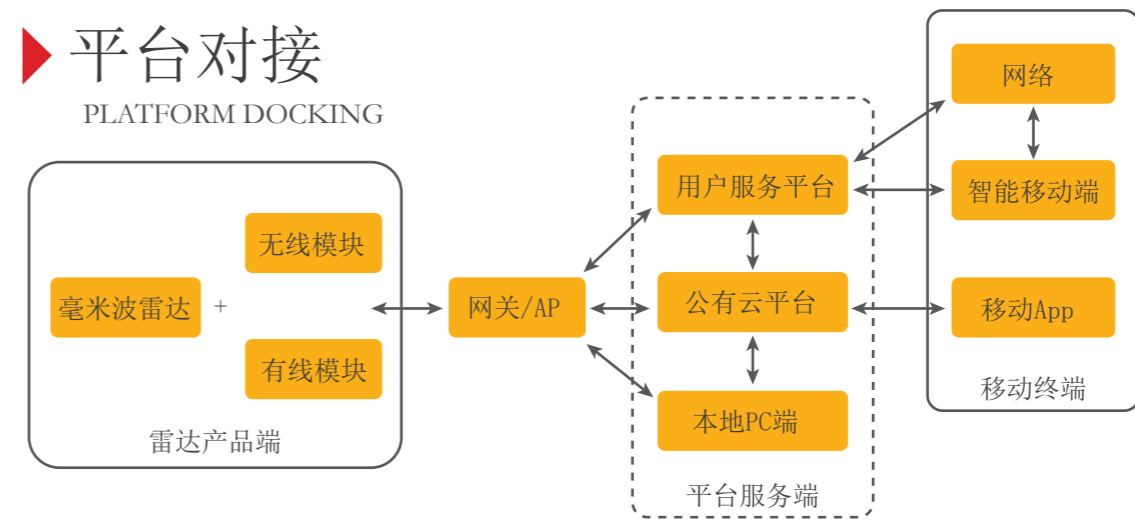 平台对接
PLATFORM DOCKING
毫米波雷达
+
无线模块
有线模块
雷达产品端
网关/AP
用户服务平台
公有云平台
本地PC端
平台服务端
网络
智能移动端
移动App
移动终端